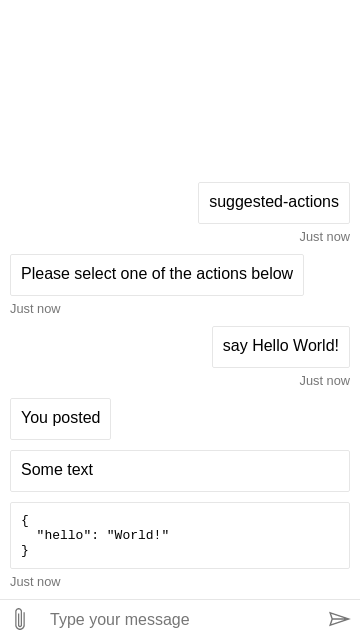 suggested-actions
Just now
Please select one of the actions below
Just now
say Hello World!
Just now
You posted
Some text
{
  "hello": "World!"
}
Just now
Type your message